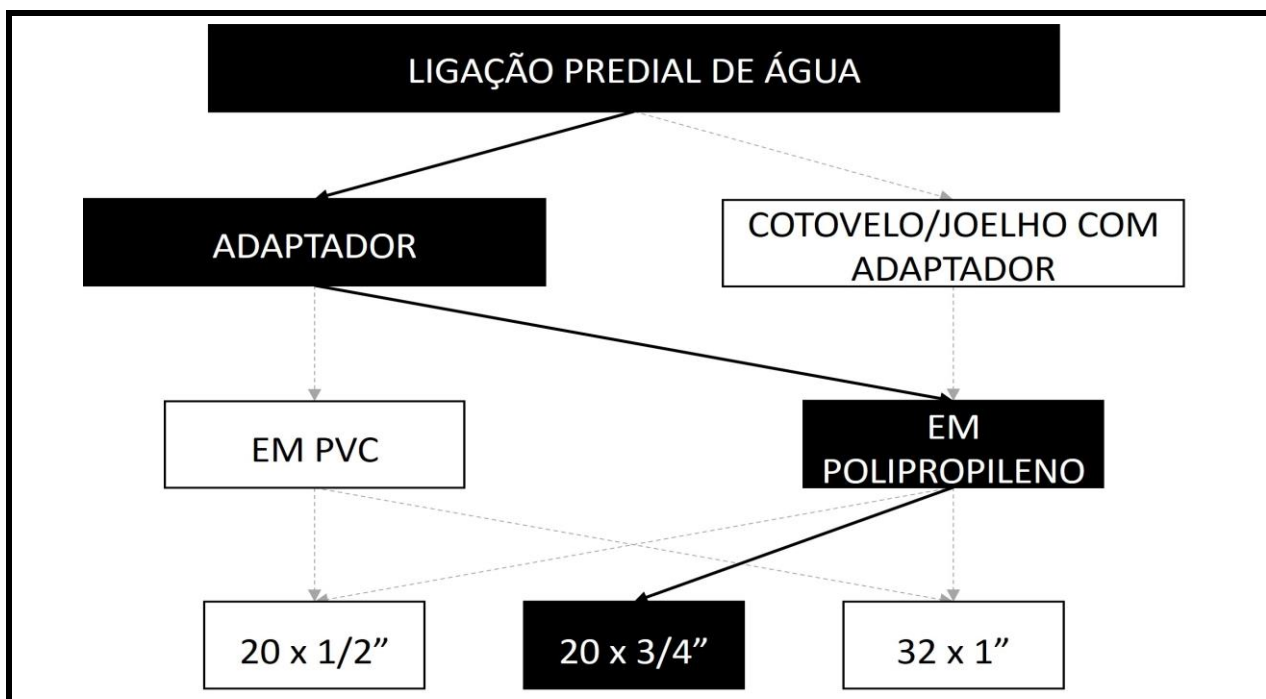 LIGAÇÃO PREDIAL DE ÁGUA
ADAPTADOR
COTOVELO/JOELHO COM
ADAPTADOR
EM PVC
EM
POLIPROPILENO
20 x 1/2”
20 x 3/4”
32 x 1”